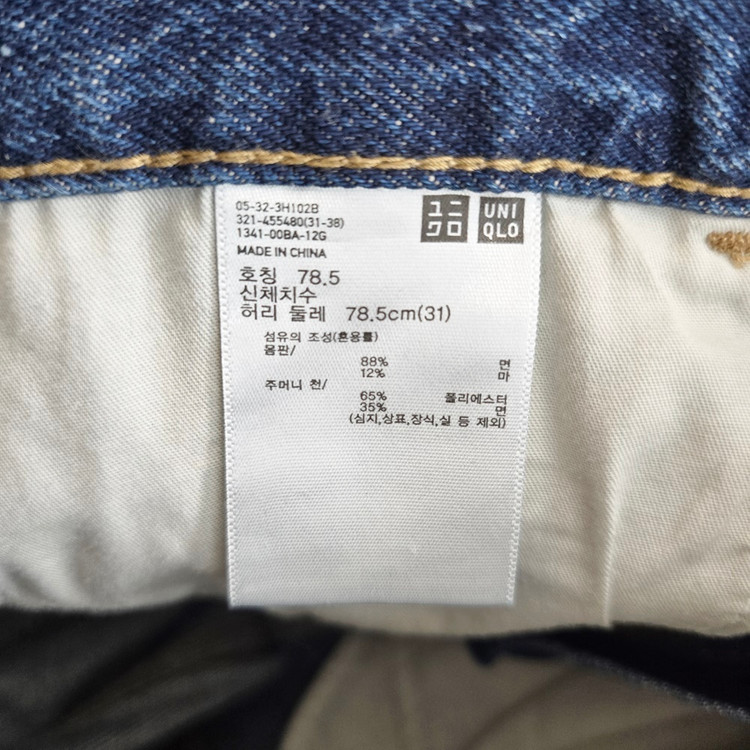 05-32-3H102B
321-455480(31-38)
1341-00BA-12G
MADE IN CHINA
ユニ
クロ
UNI
QLO
호칭 78.5
신체치수
허리 둘레 78.5cm(31)
섬유의 조성(혼용률)
몸판/
88% 면
12% 마
주머니 천/
65% 폴리에스터
35% 면
(심지,상표,장식,실 등 제외)